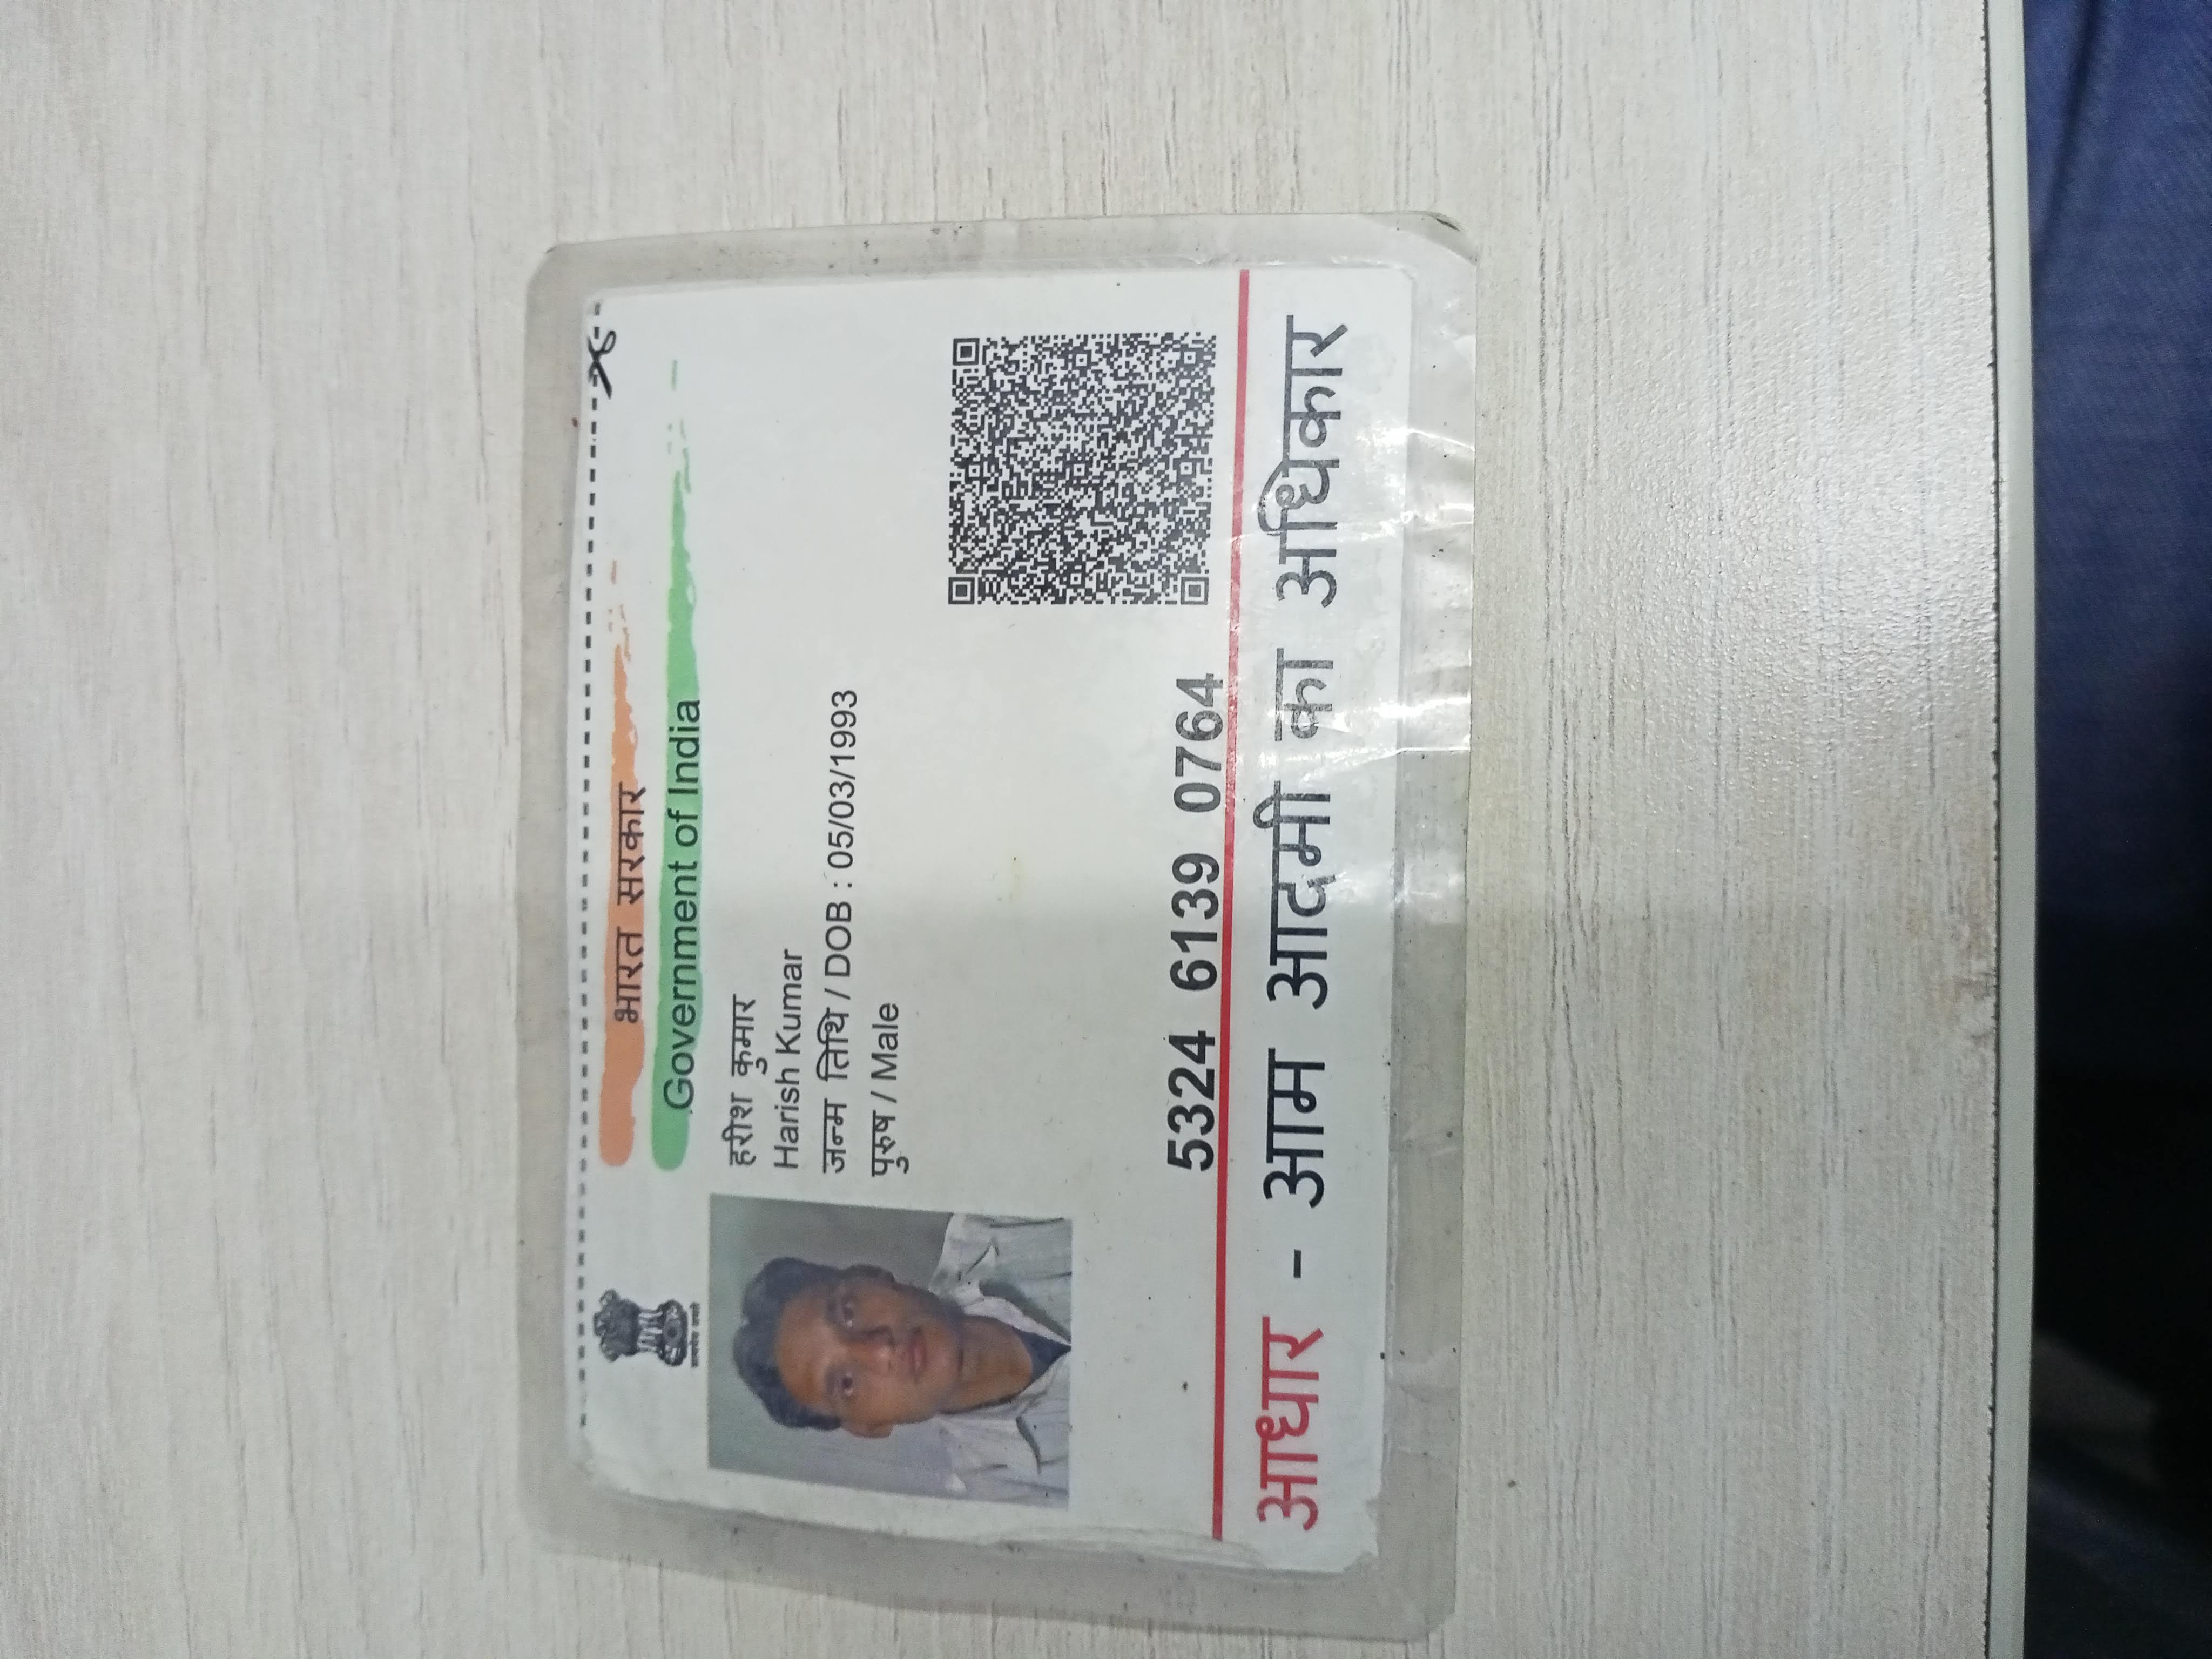 भारत सरकार
Government of India
हरीश कुमार
Harish Kumar
जन्म तिथि / DOB : 05/03/1993
पुरुष / Male
5324 6139 0764
आधार - आम आदमी का अधिकार